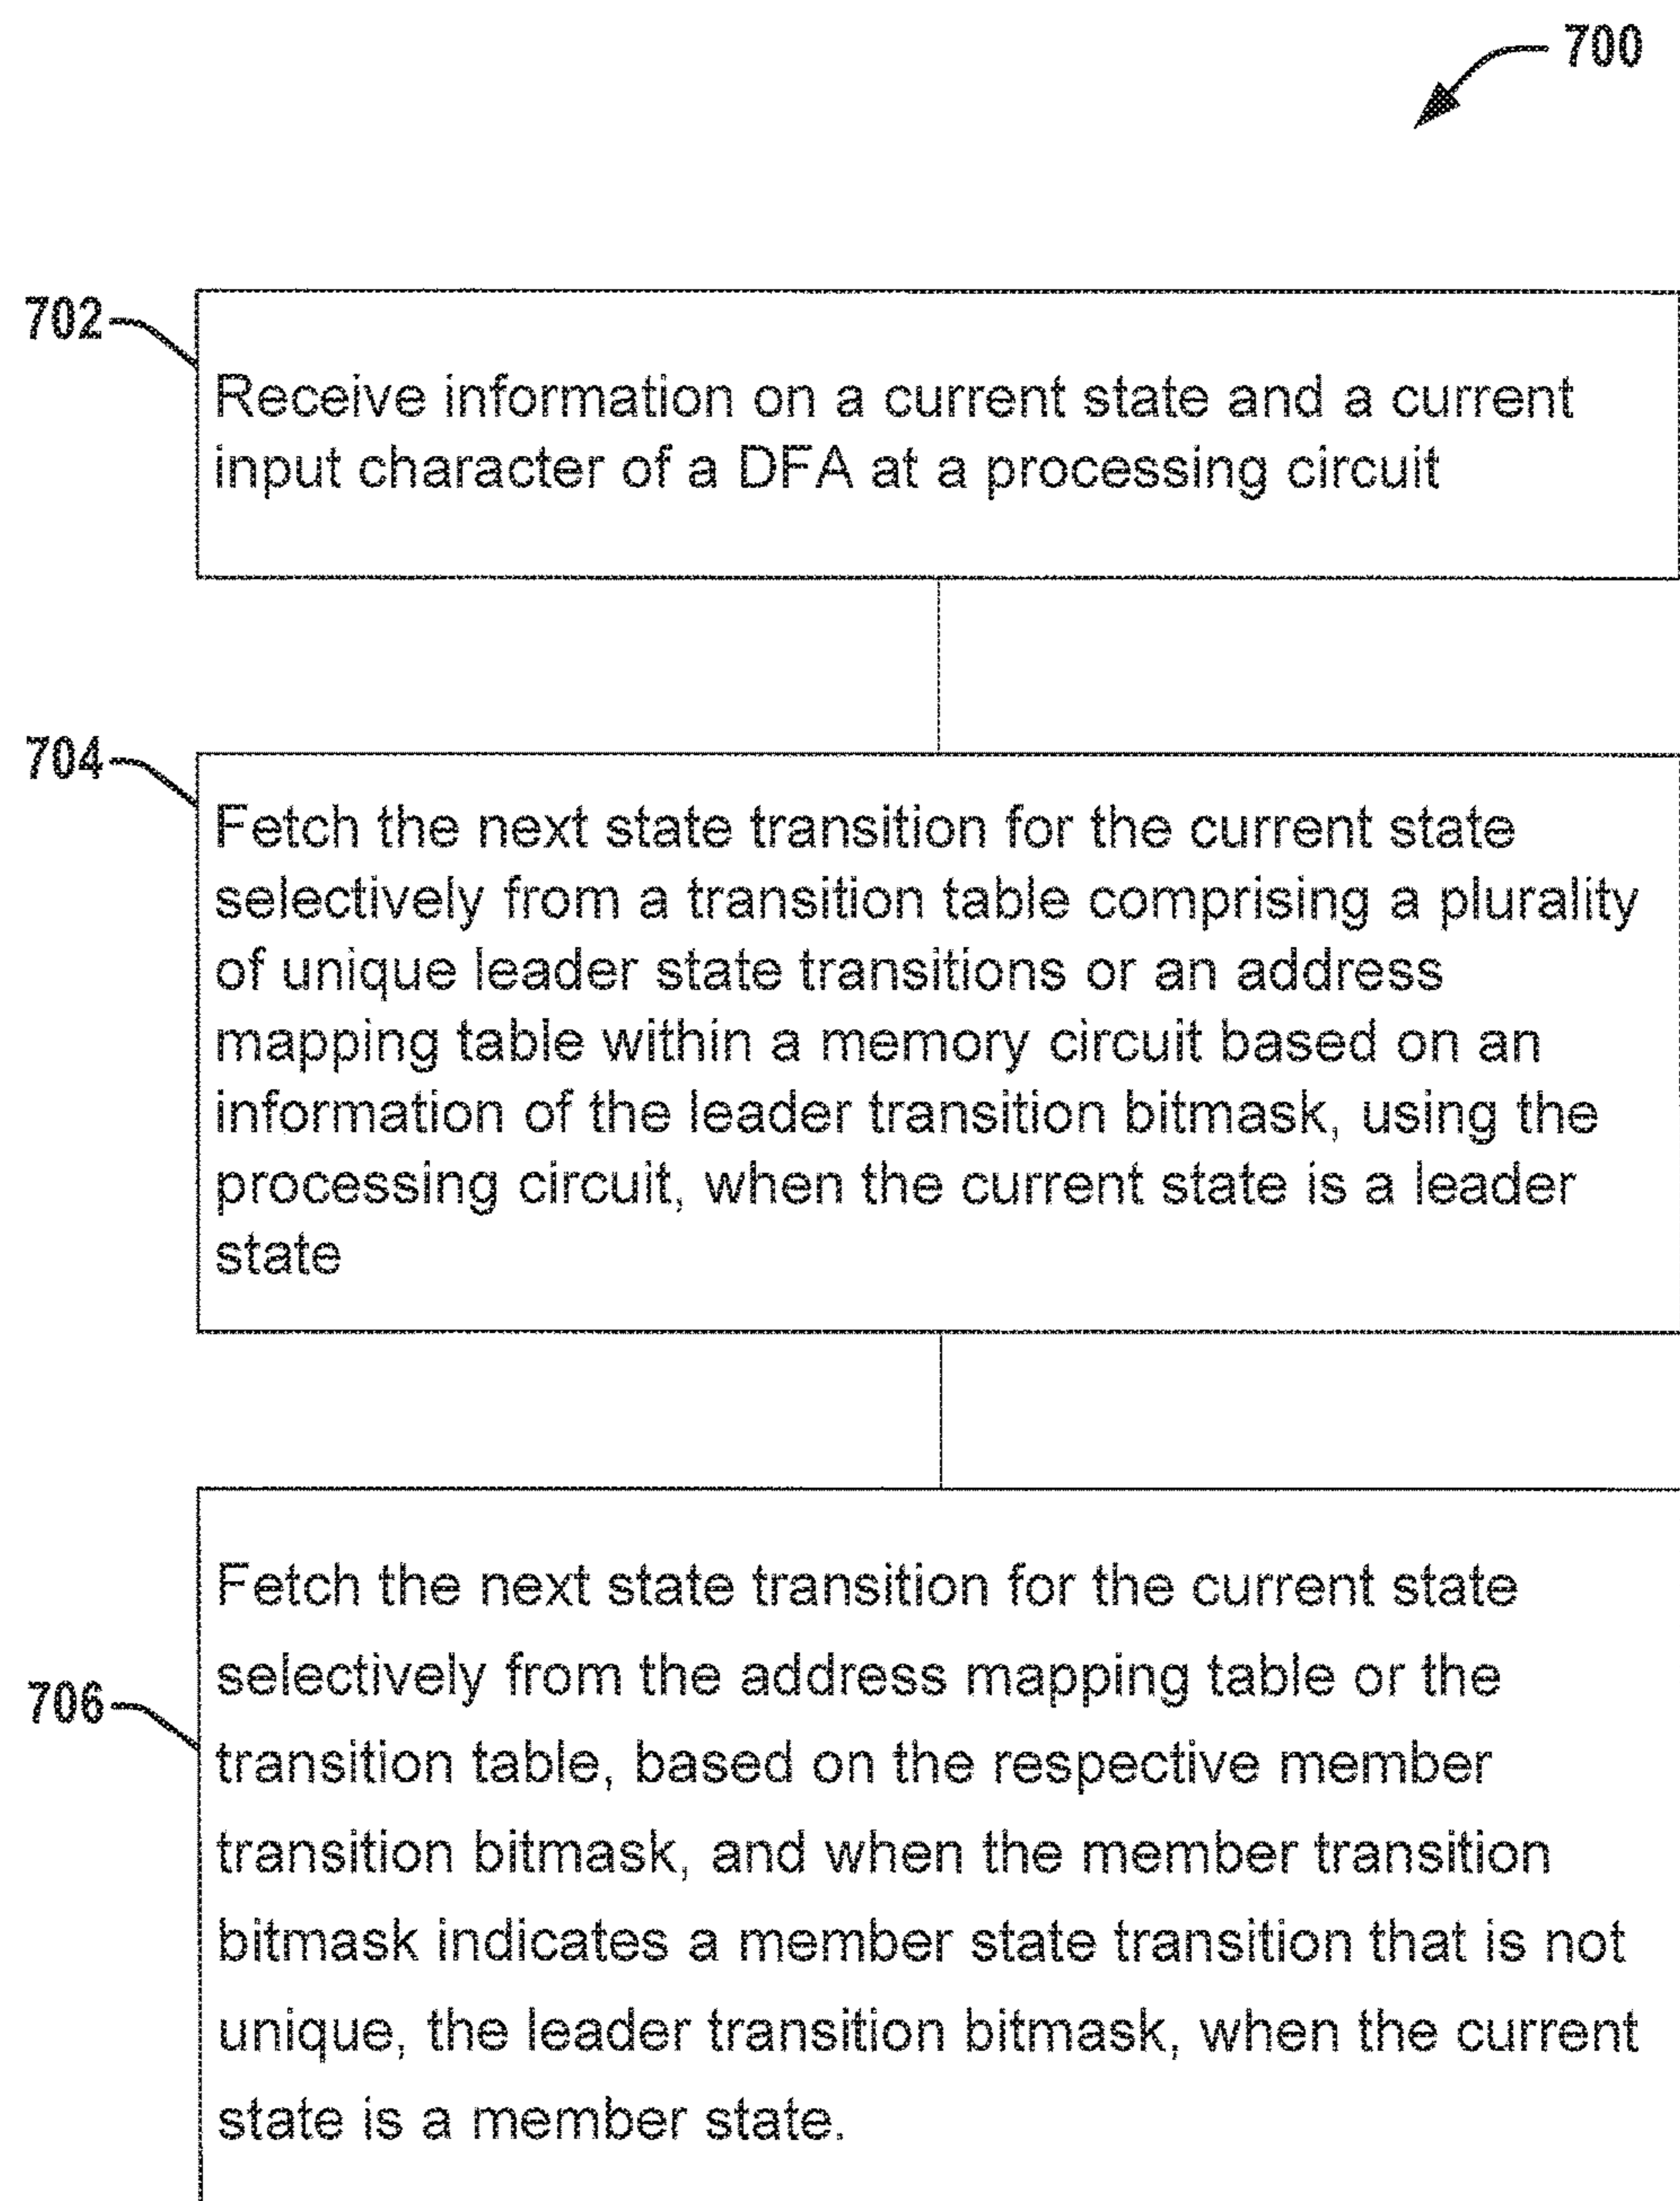 700
702
Receive information on a current state and a current
input character of a DFA at a processing circuit
704
Fetch the next state transition for the current state
selectively from a transition table comprising a plurality
of unique leader state transitions or an address
mapping table within a memory circuit based on an
information of the leader transition bitmask, using the
processing circuit, when the current state is a leader
state
706
Fetch the next state transition for the current state
selectively from the address mapping table or the
transition table, based on the respective member
transition bitmask, and when the member transition
bitmask indicates a member state transition that is not
unique, the leader transition bitmask, when the current
state is a member state.